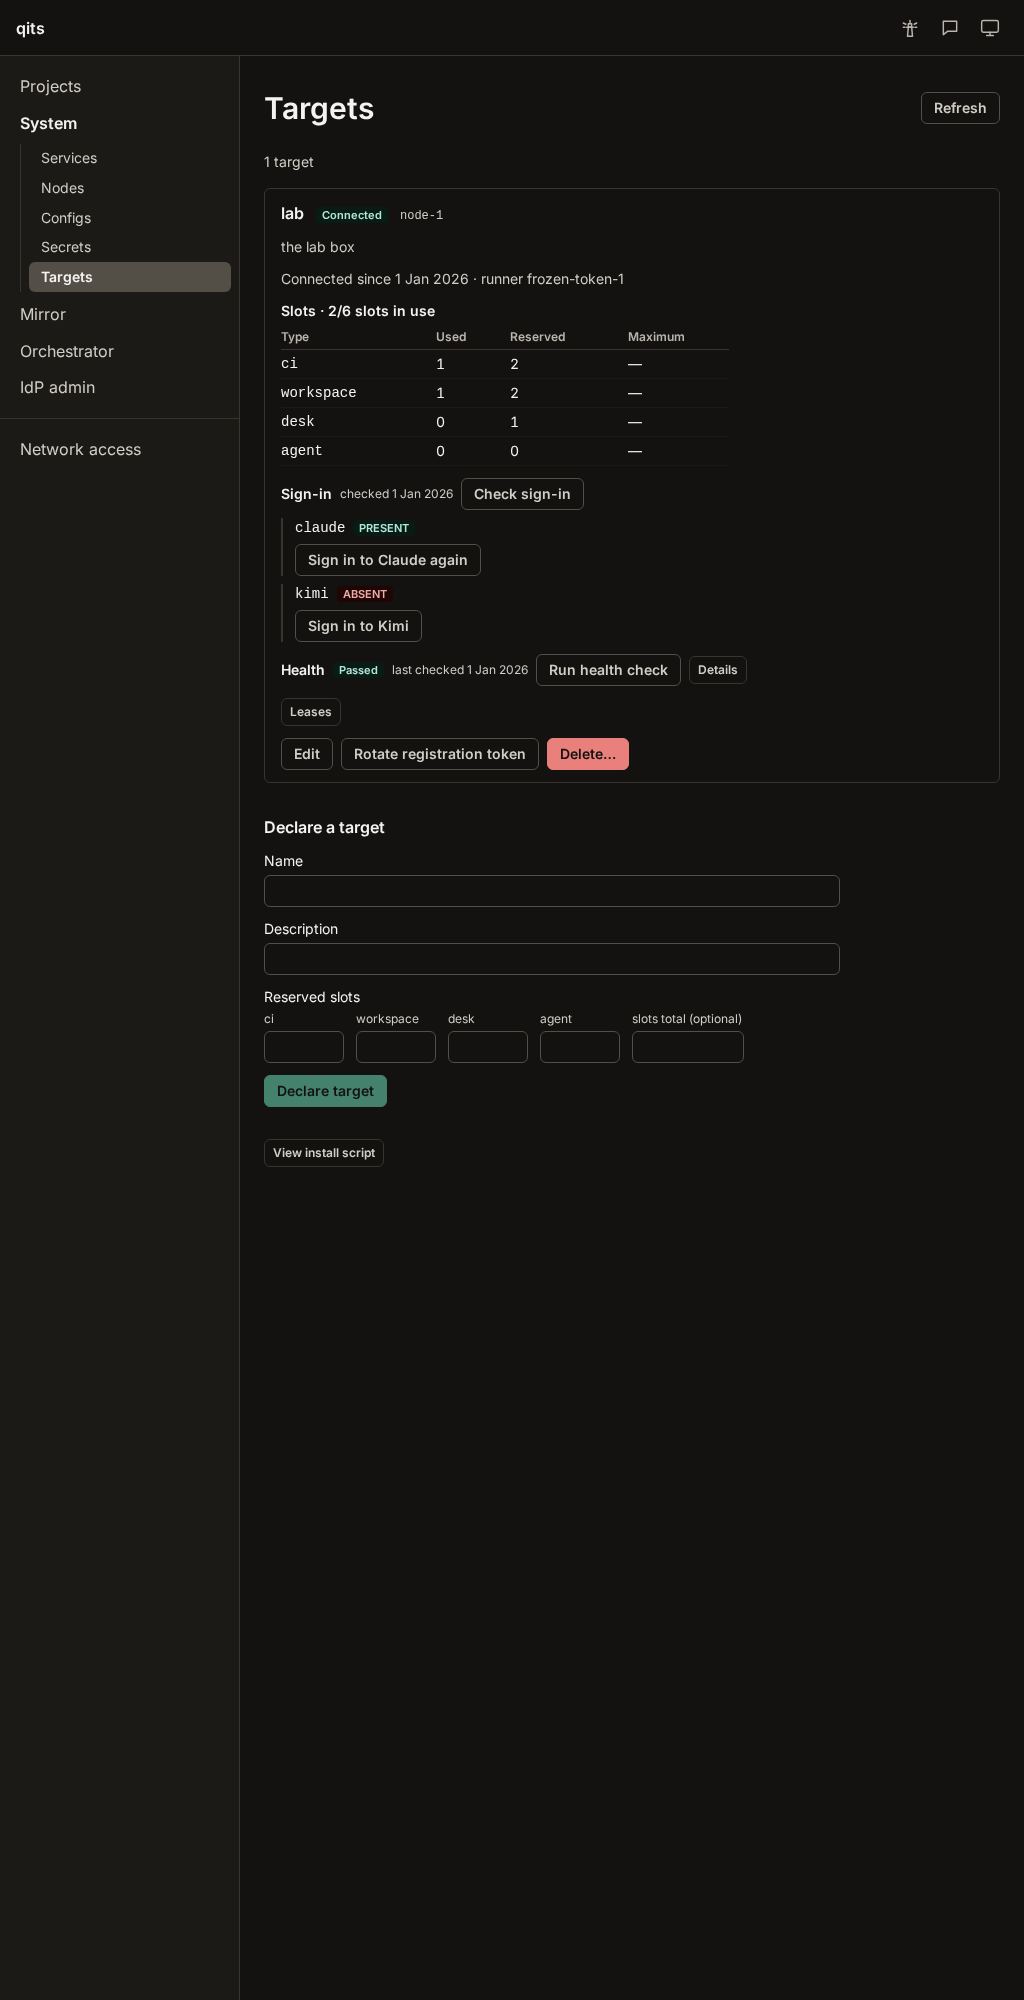 qits
Projects
System
Services
Nodes
Configs
Secrets
Targets
Mirror
Orchestrator
IdP admin
Network access
Targets
Refresh
1 target
lab Connected node-1
the lab box
Connected since 1 Jan 2026 · runner frozen-token-1
Slots · 2/6 slots in use
Type Used Reserved Maximum
ci 1 2 —
workspace 1 2 —
desk 0 1 —
agent 0 0 —
Sign-in checked 1 Jan 2026 Check sign-in
claude PRESENT
Sign in to Claude again
kimi ABSENT
Sign in to Kimi
Health Passed last checked 1 Jan 2026 Run health check Details
Leases
Edit Rotate registration token Delete...
Declare a target
Name
Description
Reserved slots
ci workspace desk agent slots total (optional)
Declare target
View install script